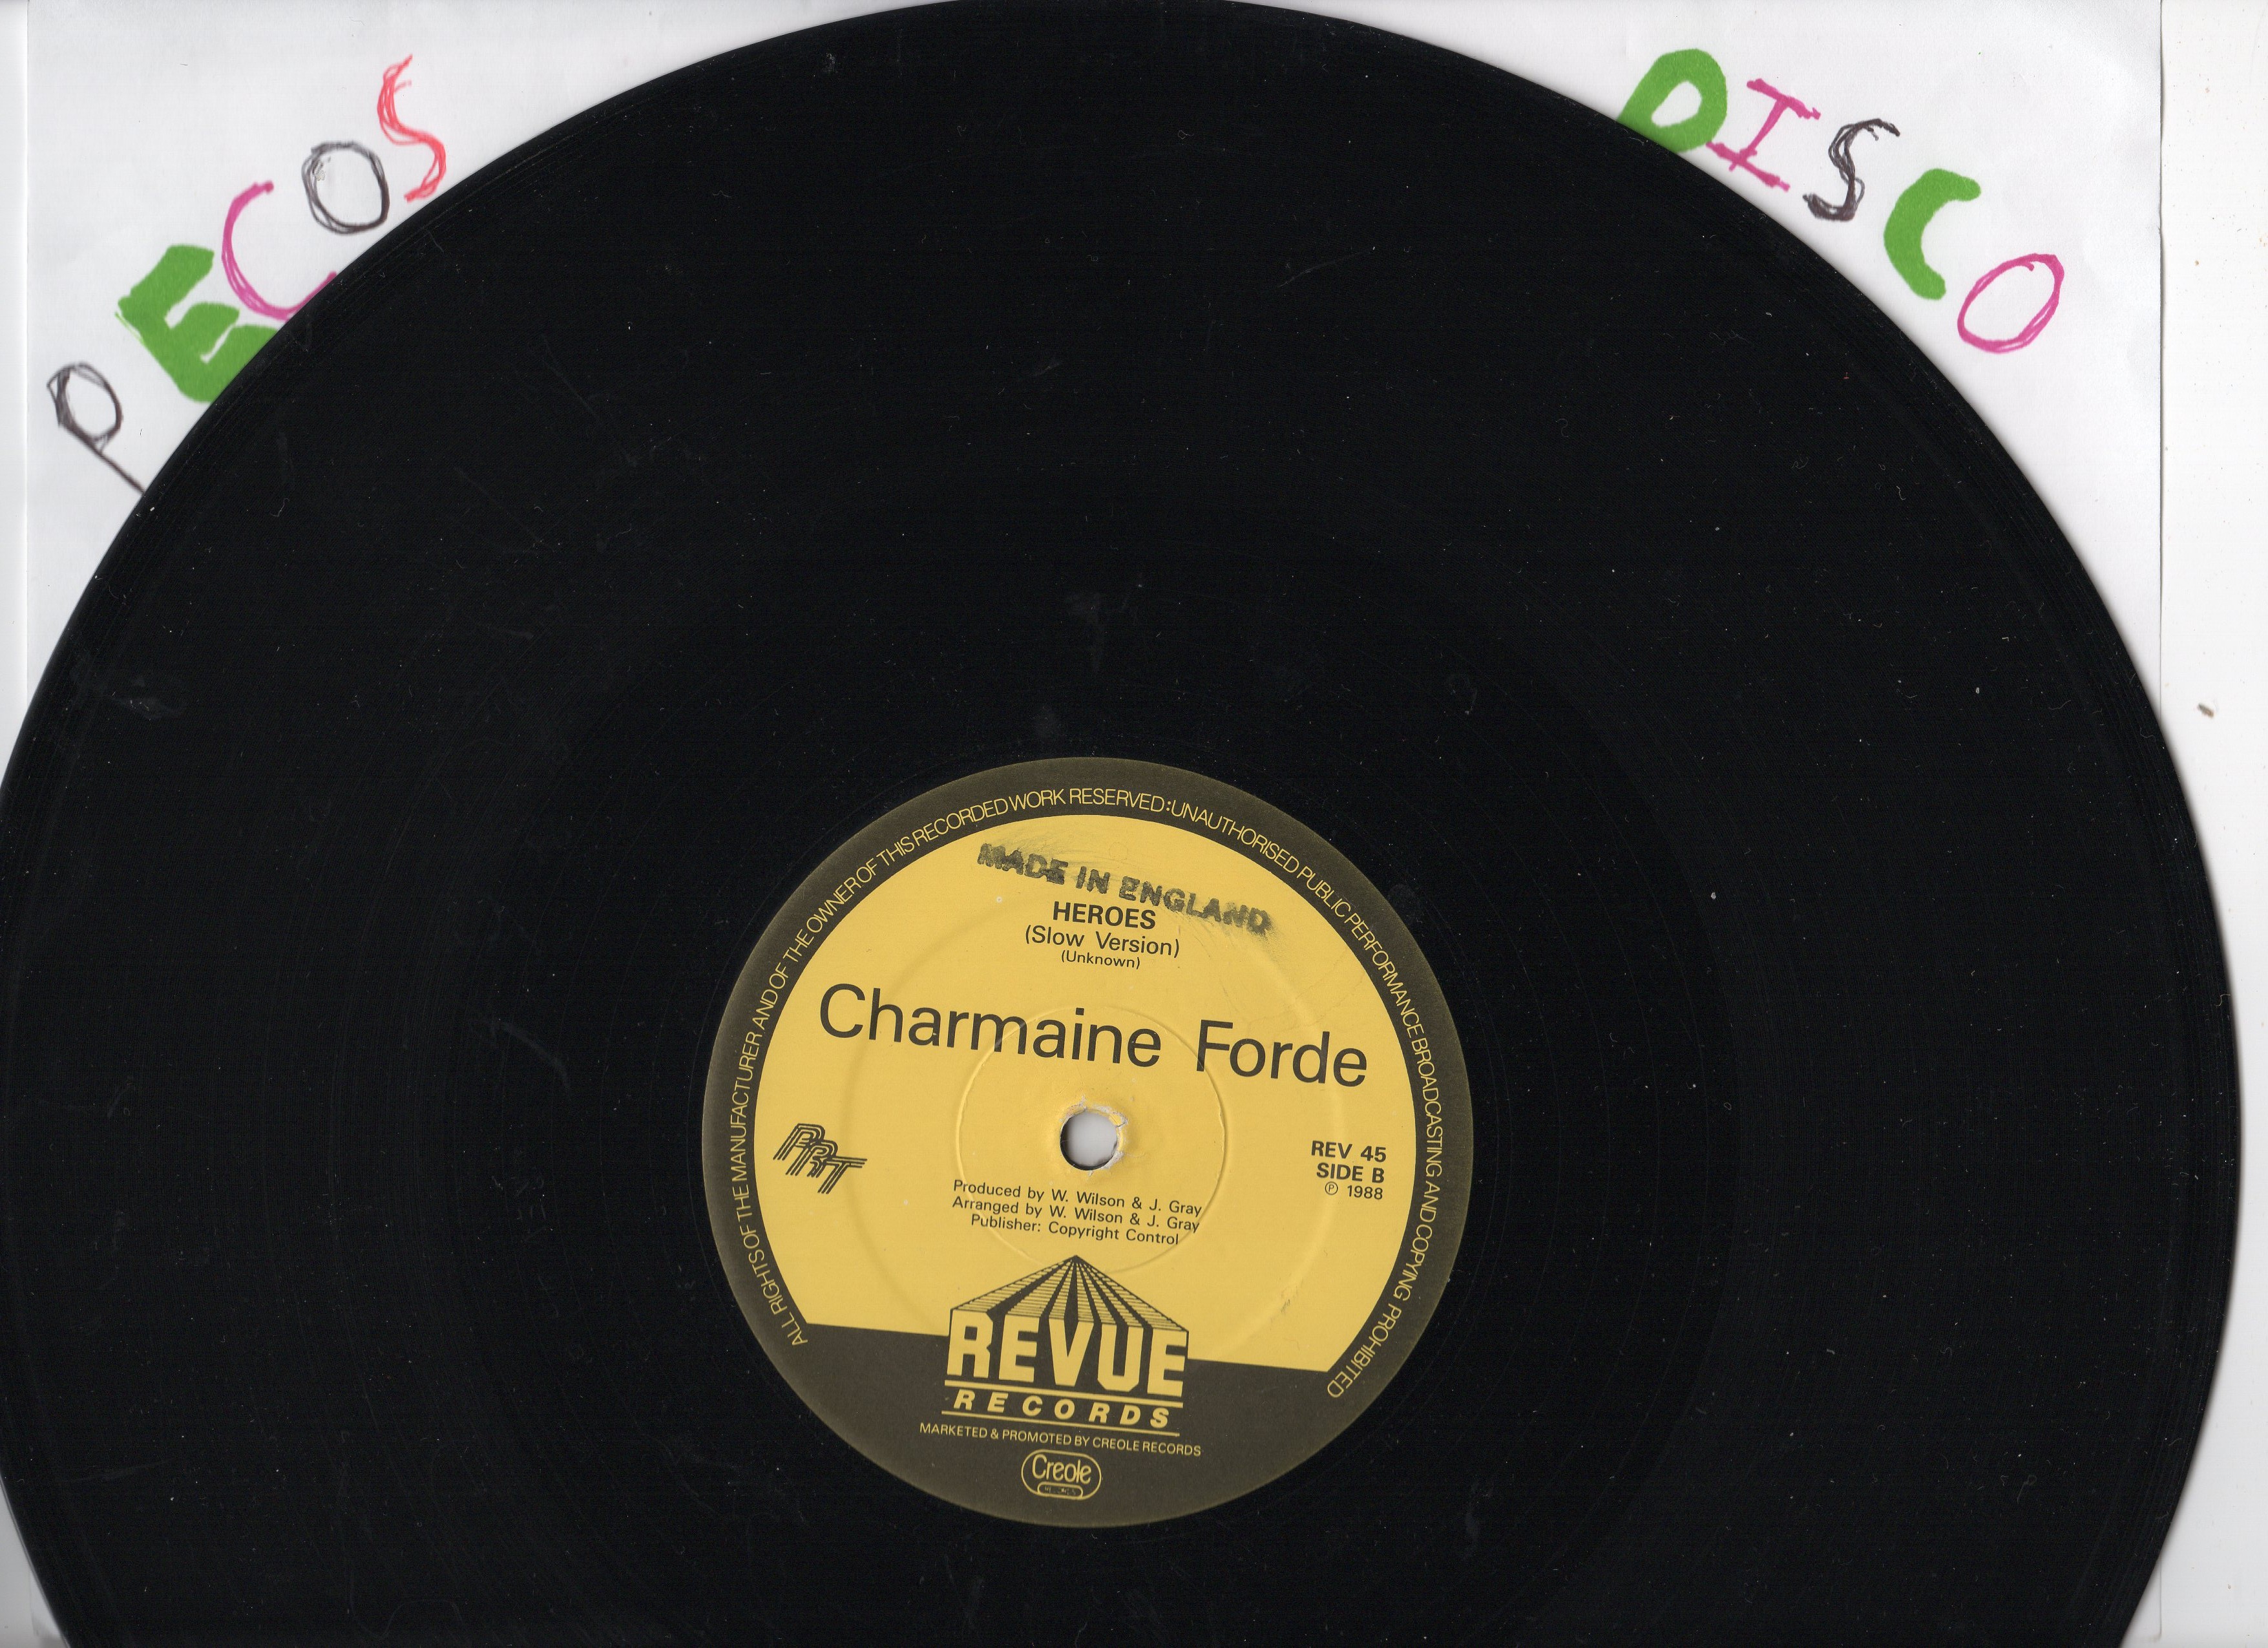 PECOS
DISCO
ALL RIGHTS OF THE MANUFACTURER AND OF THE OWNER OF THIS RECORDED WORK RESERVED: UNAUTHORISED PUBLIC PERFORMANCE BROADCASTING AND COPYING PROHIBITED
MADE IN ENGLAND
HEROES
(Slow Version)
(Unknown)
Charmaine Forde
PRT
REV 45
SIDE B
℗ 1988
Produced by W. Wilson & J. Gray
Arranged by W. Wilson & J. Gray
Publisher: Copyright Control
REVUE
RECORDS
MARKETED & PROMOTED BY CREOLE RECORDS
Creole